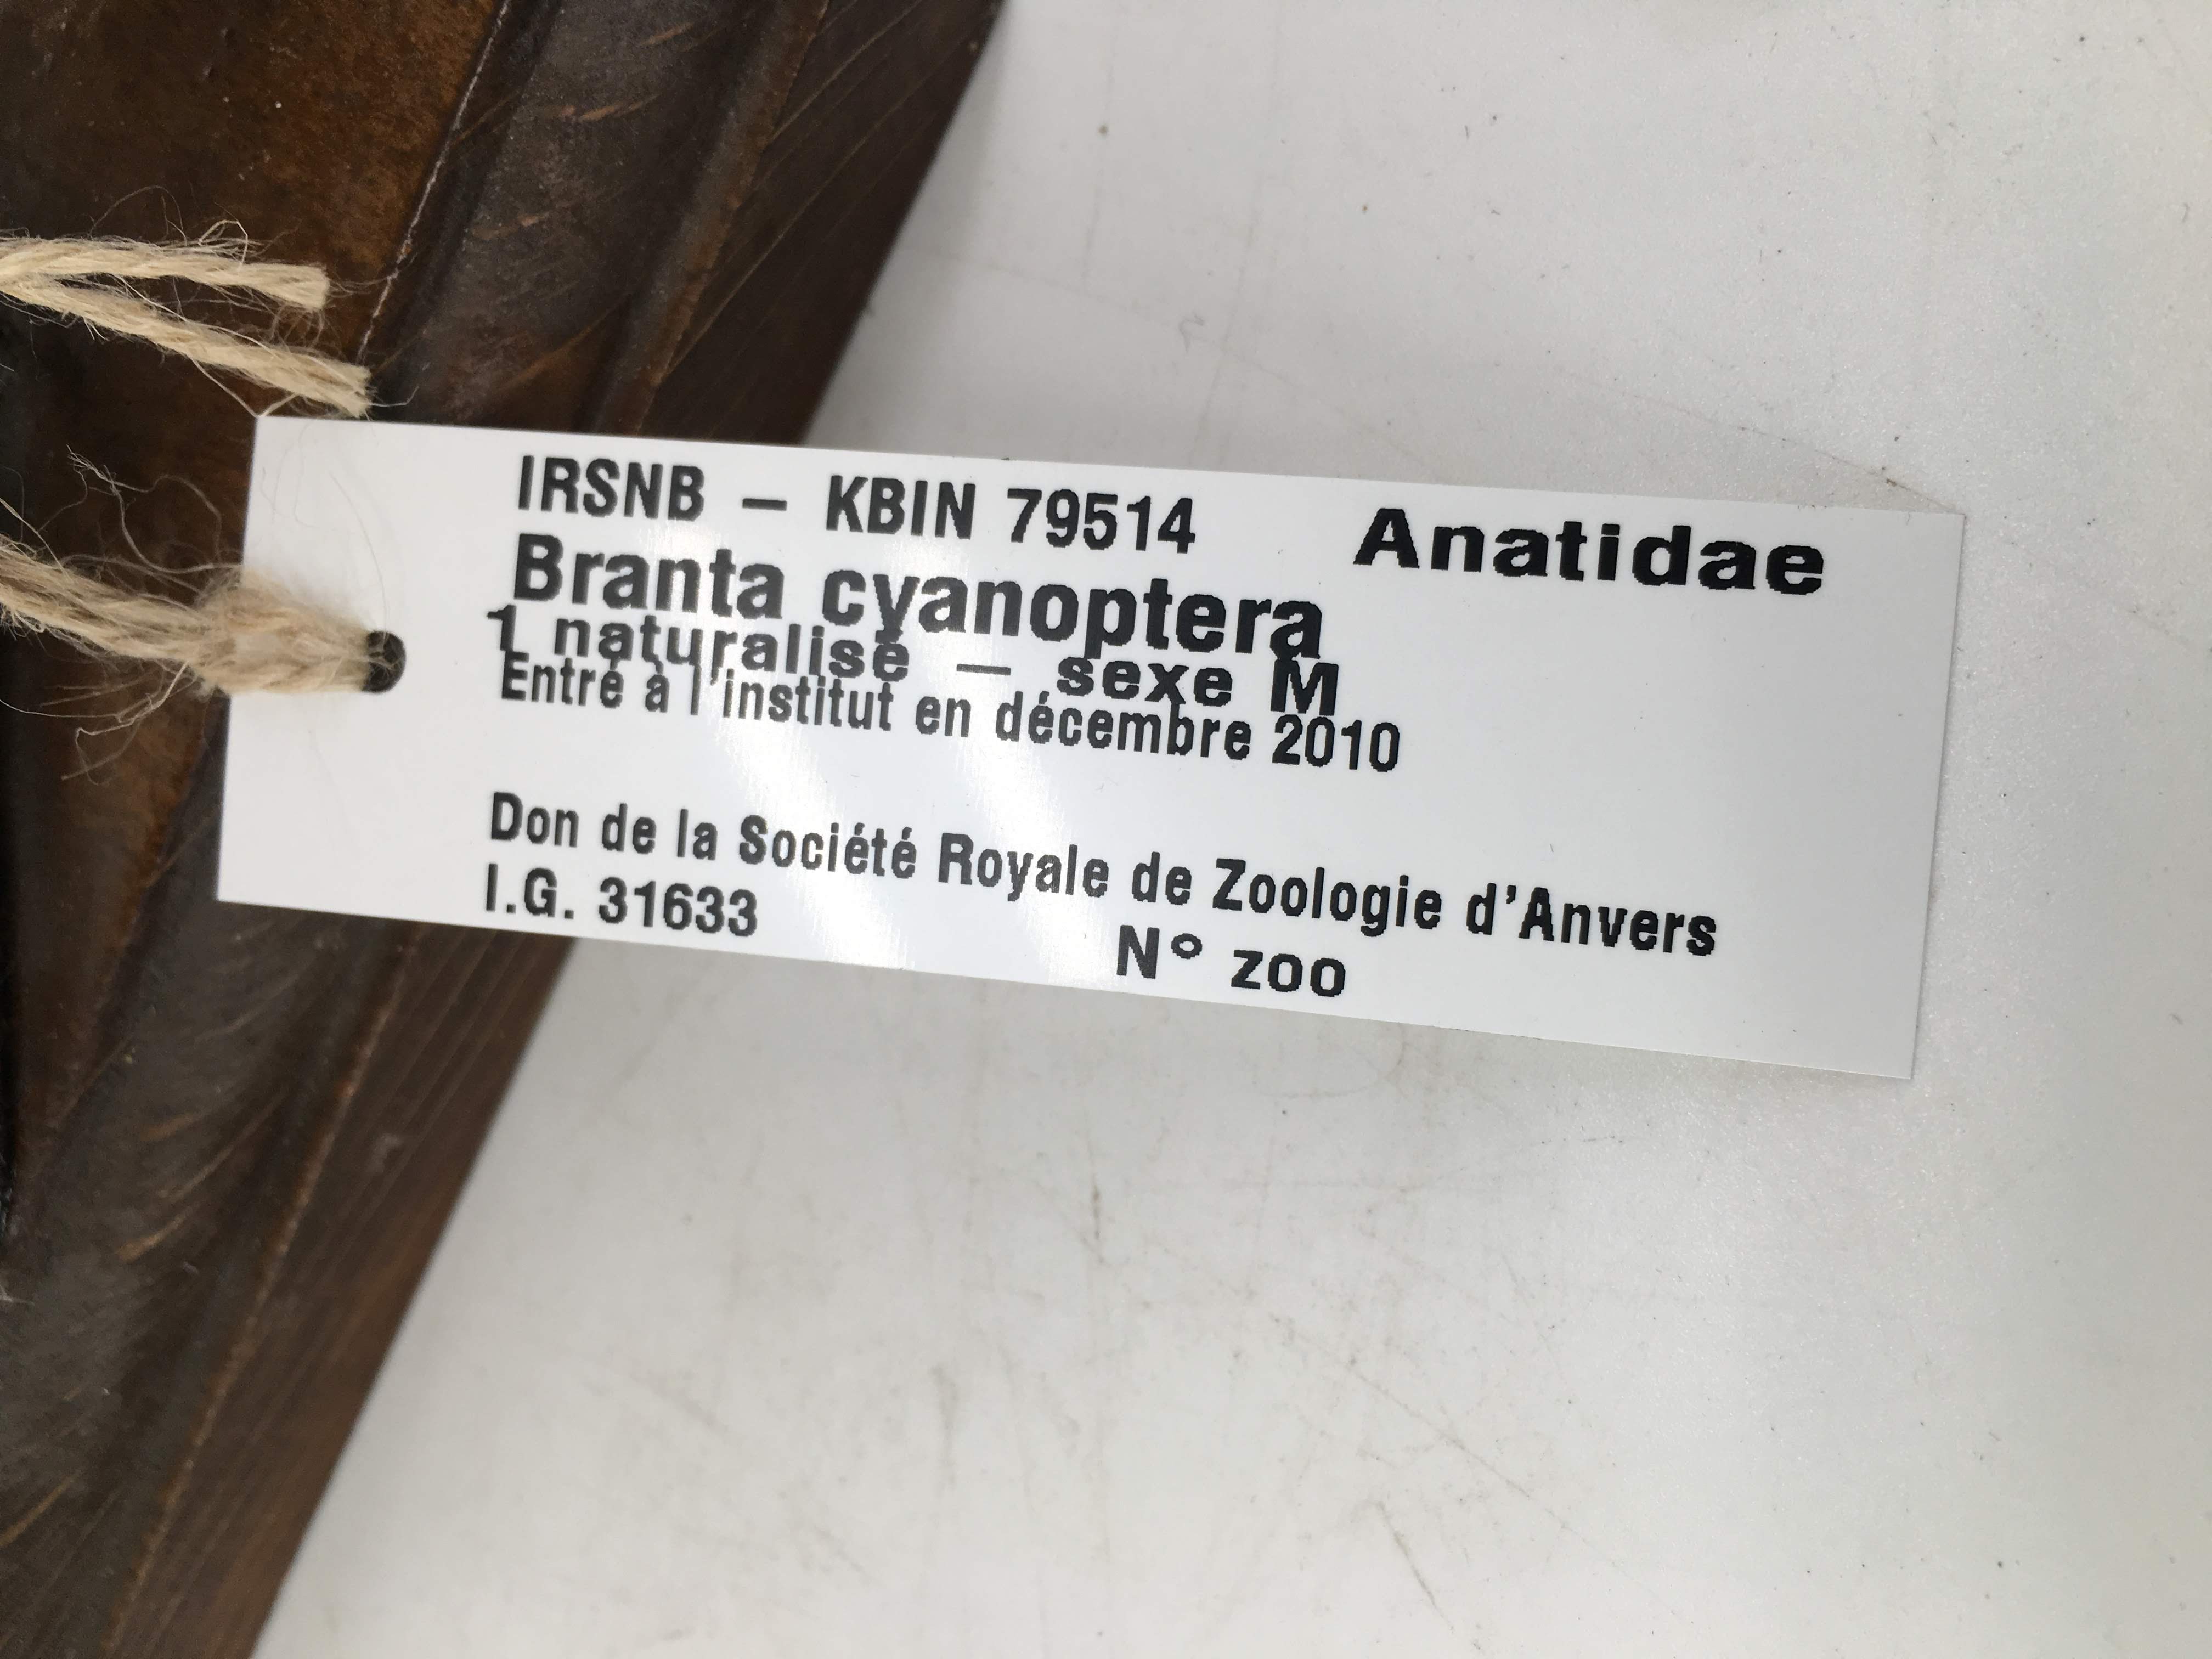 IRSNB – KBIN 79514 Anatidae
Branta cyanoptera
1 naturalisé – sexe M
Entré à l'institut en décembre 2010
Don de la Société Royale de Zoologie d'Anvers
I.G. 31633 N° zoo